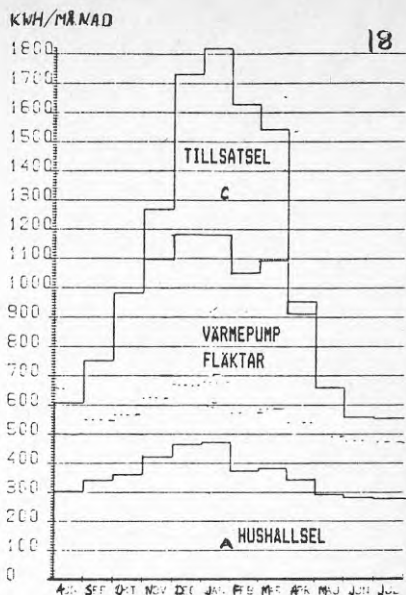 KWH/MÅNAD
18
1800
1700
1600
1500
TILLSATSEL
1400
1300
C
1200
1100
1000
900
VÄRMEPUMP
800
FLÄKTAR
700
600
500
400
300
200
A HUSHALLSEL
100
0
AUG SEP OKT NOV DEC JAN FEB MAR APR MAJ JUN JUL